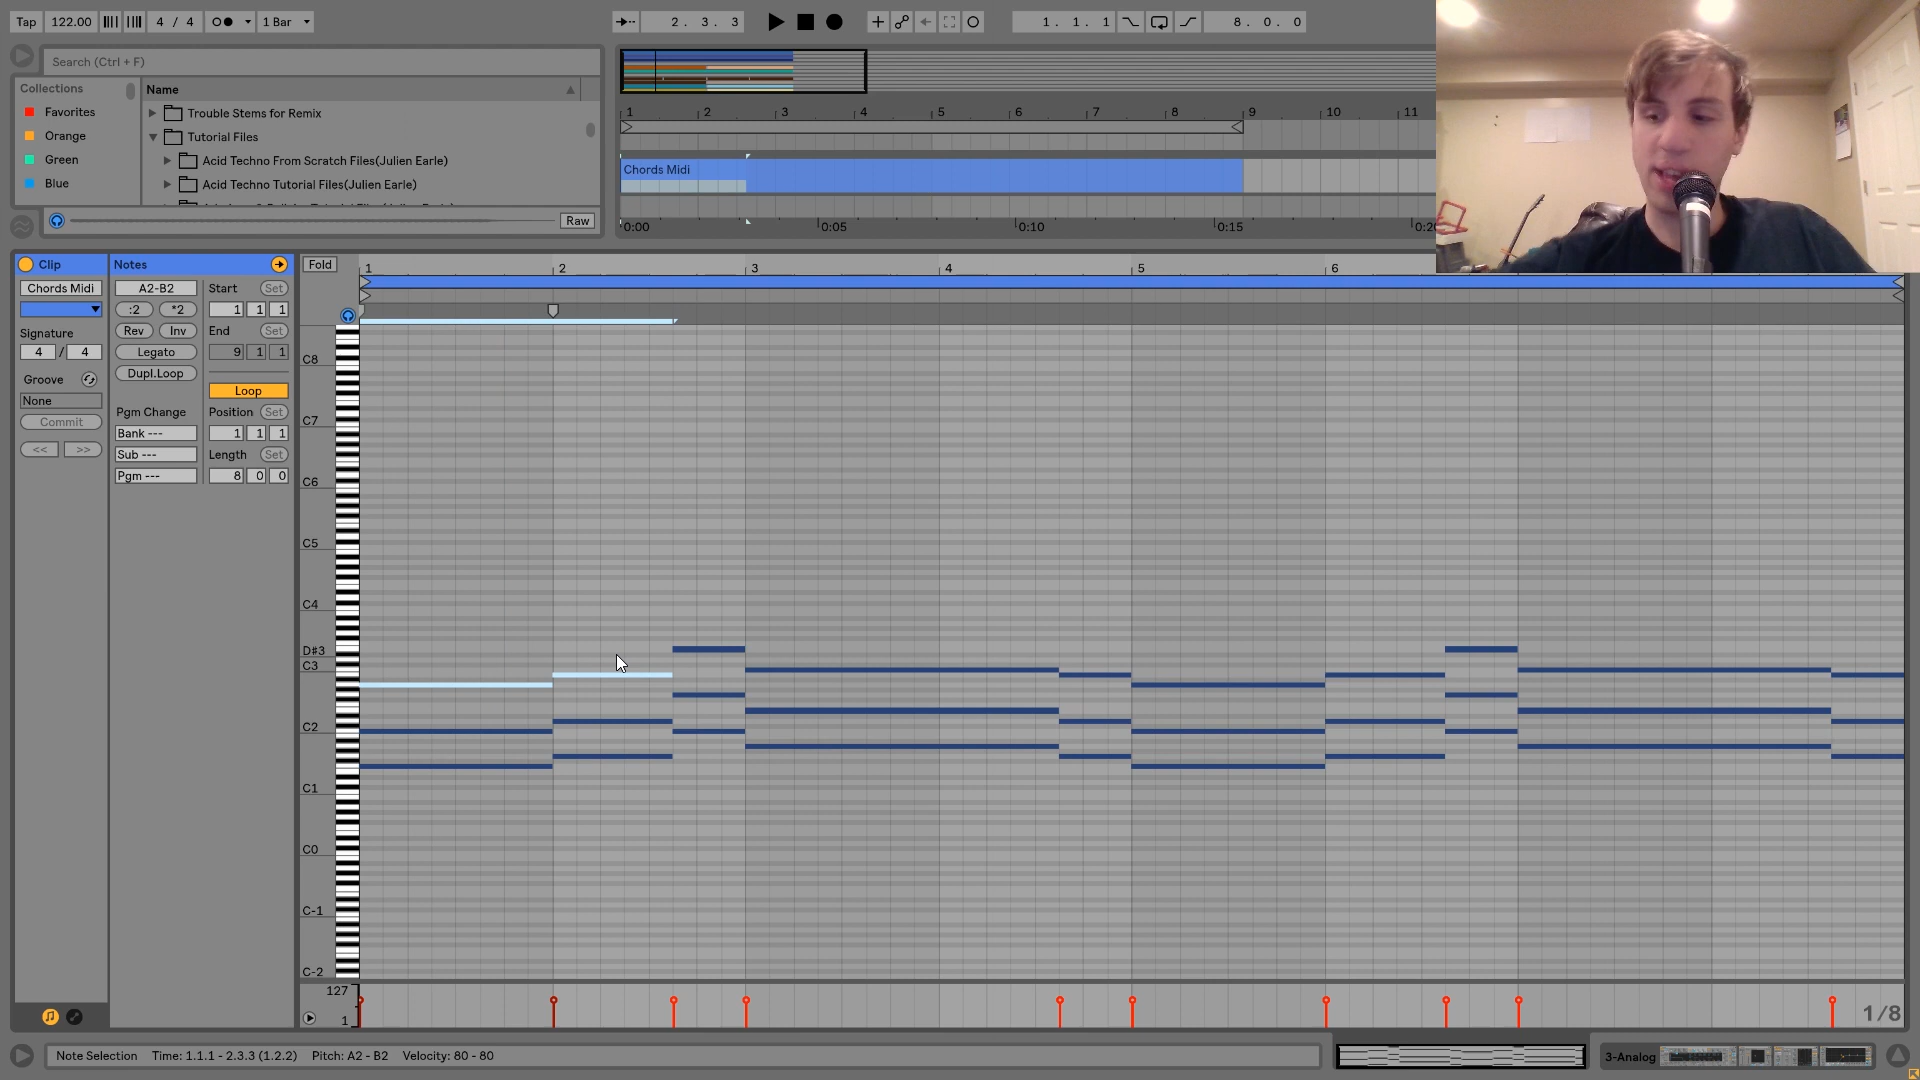 Tap 122.00 4 / 4 1 Bar 2. 3. 3 1. 1. 1 8. 0. 0
Search (Ctrl + F)
Collections
Favorites
Orange
Green
Blue
Name
Trouble Stems for Remix
Tutorial Files
Acid Techno From Scratch Files(Julien Earle)
Acid Techno Tutorial Files(Julien Earle)
Raw
1 2 3 4 5 6 7 8 9 10 11
Chords Midi
0:00 0:05 0:10 0:15
Clip
Chords Midi
Signature
4 / 4
Groove
None
Commit
<< >>
Notes
A2-B2
:2 *2
Rev Inv
Legato
Dupl.Loop
Pgm Change
Bank ---
Sub ---
Pgm ---
Start Set
1 1 1
End Set
9 1 1
Loop
Position Set
1 1 1
Length Set
8 0 0
Fold
1 2 3 4 5 6
C8
C7
C6
C5
C4
D#3
C3
C2
C1
C0
C-1
C-2
127
1
1/8
Note Selection Time: 1.1.1 - 2.3.3 (1.2.2) Pitch: A2 - B2 Velocity: 80 - 80
3-Analog